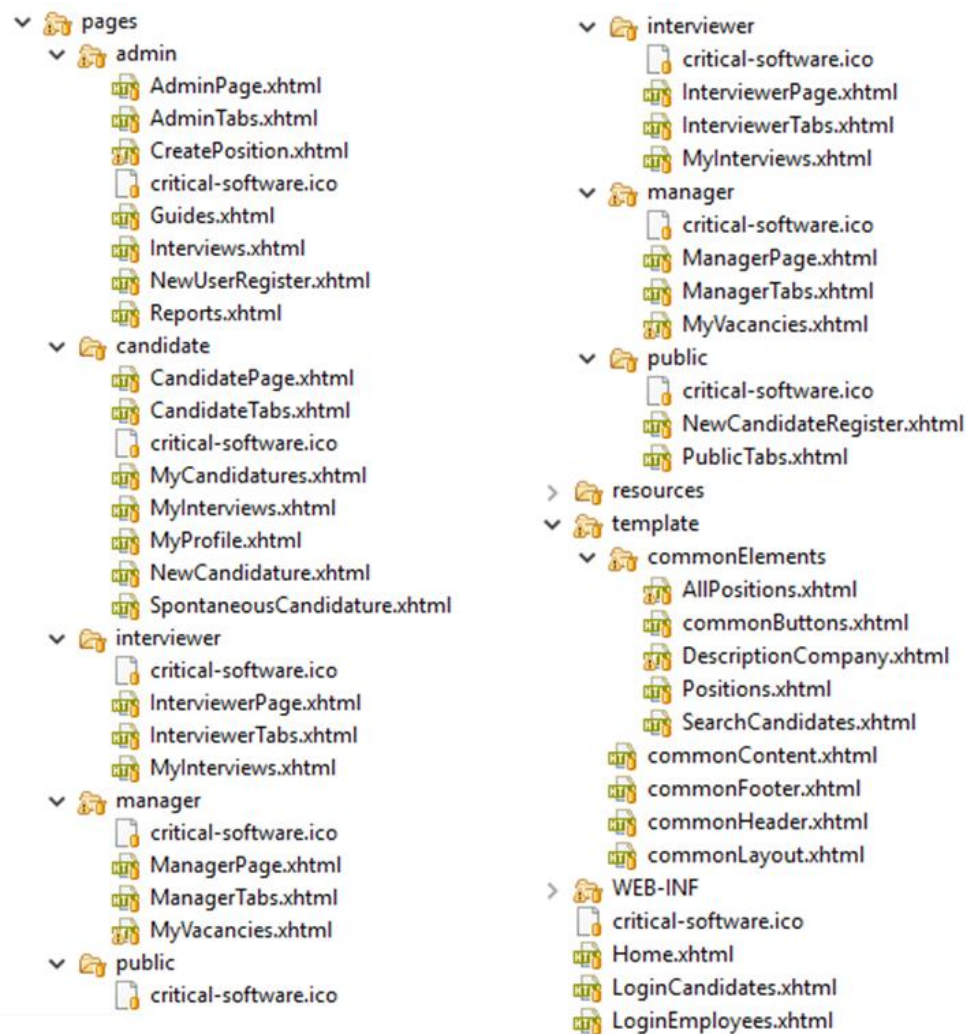 pages
admin
AdminPage.xhtml
AdminTabs.xhtml
CreatePosition.xhtml
critical-software.ico
Guides.xhtml
Interviews.xhtml
NewUserRegister.xhtml
Reports.xhtml
candidate
CandidatePage.xhtml
CandidateTabs.xhtml
critical-software.ico
MyCandidatures.xhtml
MyInterviews.xhtml
MyProfile.xhtml
NewCandidature.xhtml
SpontaneousCandidature.xhtml
interviewer
critical-software.ico
InterviewerPage.xhtml
InterviewerTabs.xhtml
MyInterviews.xhtml
manager
critical-software.ico
ManagerPage.xhtml
ManagerTabs.xhtml
MyVacancies.xhtml
public
critical-software.ico
interviewer
critical-software.ico
InterviewerPage.xhtml
InterviewerTabs.xhtml
MyInterviews.xhtml
manager
critical-software.ico
ManagerPage.xhtml
ManagerTabs.xhtml
MyVacancies.xhtml
public
critical-software.ico
NewCandidateRegister.xhtml
PublicTabs.xhtml
resources
template
commonElements
AllPositions.xhtml
commonButtons.xhtml
DescriptionCompany.xhtml
Positions.xhtml
SearchCandidates.xhtml
commonContent.xhtml
commonFooter.xhtml
commonHeader.xhtml
commonLayout.xhtml
WEB-INF
critical-software.ico
Home.xhtml
LoginCandidates.xhtml
LoginEmployees.xhtml